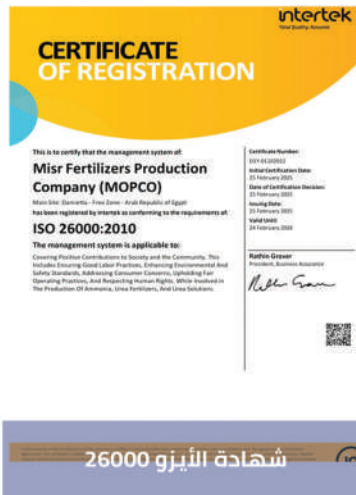 intertek
Total Quality. Assured.
CERTIFICATE
OF REGISTRATION
This is to certify that the management system of:
Misr Fertilizers Production
Company (MOPCO)
Main Site: Damietta - Free Zone - Arab Republic of Egypt
has been registered by Intertek as conforming to the requirements of:
ISO 26000:2010
The management system is applicable to:
Covering Positive Contributions to Society and the Community. This
Includes Ensuring Good Labor Practices, Enhancing Environmental And
Safety Standards, Addressing Consumer Concerns, Upholding Fair
Operating Practices, And Respecting Human Rights. While Involved in
The Production Of Ammonia, Urea Fertilizers, And Urea Solutions.
Certificate Number:
Initial Certification Date:
25 February 2025
Date of Certification Decision:
25 February 2025
Issuing Date:
25 February 2025
Valid Until:
24 February 2028
Rathin Grover
President, Business Assurance
شهادة الأيزو 26000